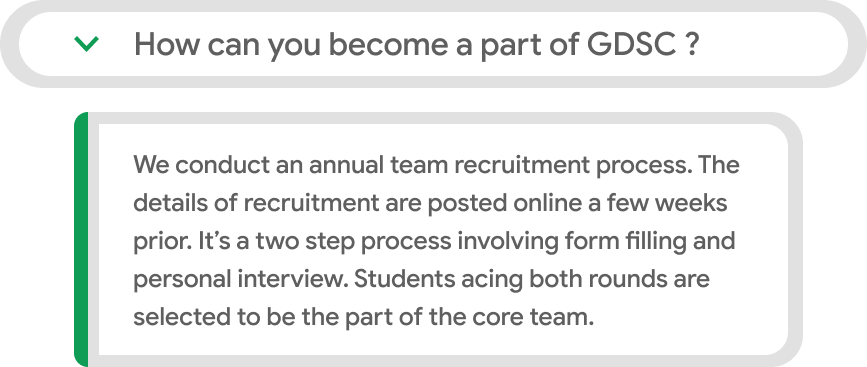 How can you become a part of GDSC ?
We conduct an annual team recruitment process. The
details of recruitment are posted online a few weeks
prior. It’s a two step process involving form filling and
personal interview. Students acing both rounds are
selected to be the part of the core team.